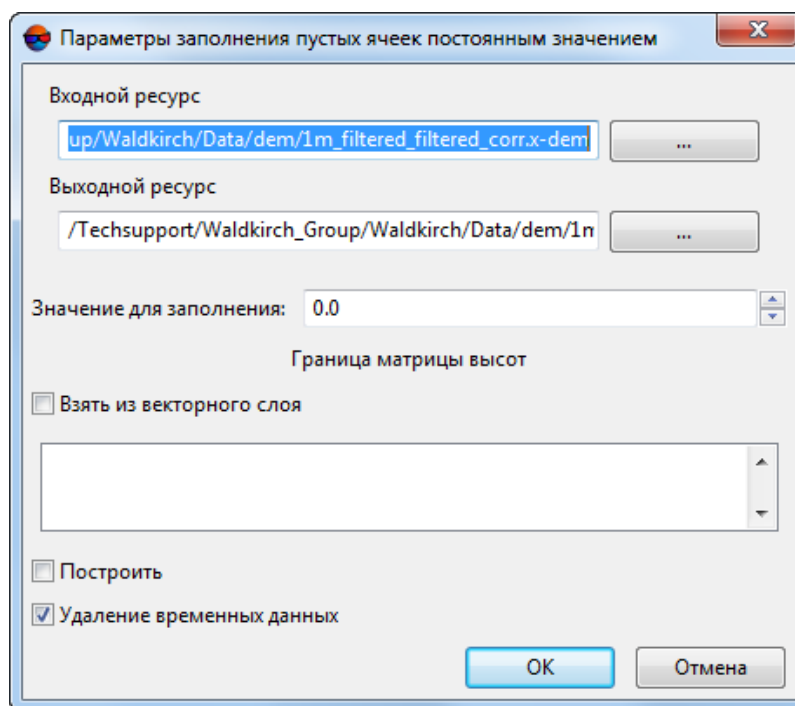 Параметры заполнения пустых ячеек постоянным значением
Входной ресурс
up/Waldkirch/Data/dem/1m_filtered_filtered_corr.x-dem
...
Выходной ресурс
/Techsupport/Waldkirch_Group/Waldkirch/Data/dem/1m
...
Значение для заполнения: 0.0
Граница матрицы высот
Взять из векторного слоя
Построить
Удаление временных данных
OK Отмена